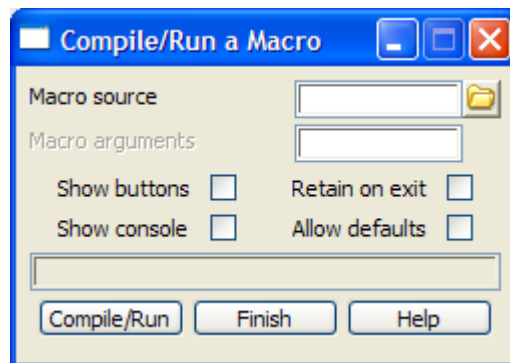 Compile/Run a Macro
Macro source
Macro arguments
Show buttons Retain on exit
Show console Allow defaults
Compile/Run Finish Help